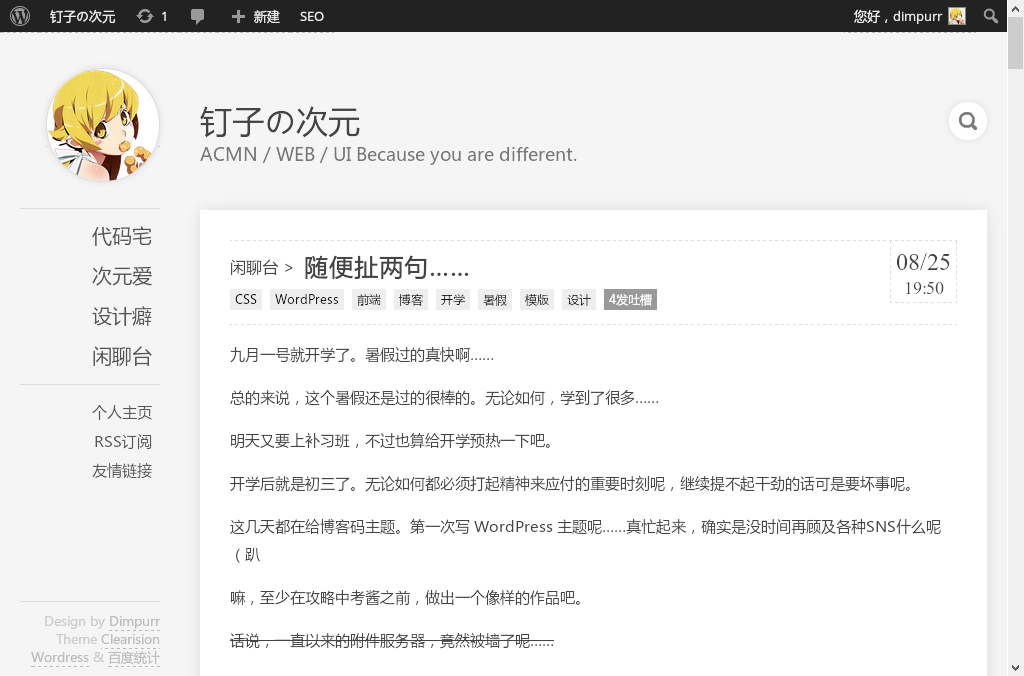 钉子の次元 1 新建 SEO 您好，dimpurr
钉子の次元
ACMN / WEB / UI Because you are different.
代码宅
次元爱
设计癖
闲聊台
个人主页
RSS订阅
友情链接
Design by Dimpurr
Theme Clearision
Wordress & 百度统计
闲聊台 > 随便扯两句……
08/25
19:50
CSS WordPress 前端 博客 开学 暑假 模版 设计 4发吐槽
九月一号就开学了。暑假过的真快啊……
总的来说，这个暑假还是过的很棒的。无论如何，学到了很多……
明天又要上补习班，不过也算给开学预热一下吧。
开学后就是初三了。无论如何都必须打起精神来应付的重要时刻呢，继续提不起干劲的话可是要坏事呢。
这几天都在给博客码主题。第一次写 WordPress 主题呢……真忙起来，确实是没时间再顾及各种SNS什么呢
（趴
嘛，至少在攻略中考酱之前，做出一个像样的作品吧。
话说，一直以来的附件服务器，竟然被墙了呢……